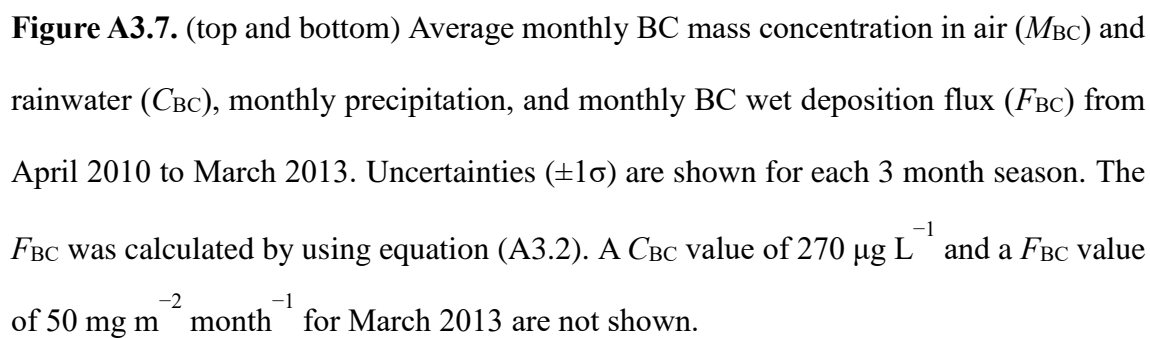 Figure A3.7. (top and bottom) Average monthly BC mass concentration in air (MBC) and
rainwater (CBC), monthly precipitation, and monthly BC wet deposition flux (FBC) from
April 2010 to March 2013. Uncertainties (±1σ) are shown for each 3 month season. The
FBC was calculated by using equation (A3.2). A CBC value of 270 μg L⁻¹ and a FBC value
of 50 mg m⁻² month⁻¹ for March 2013 are not shown.